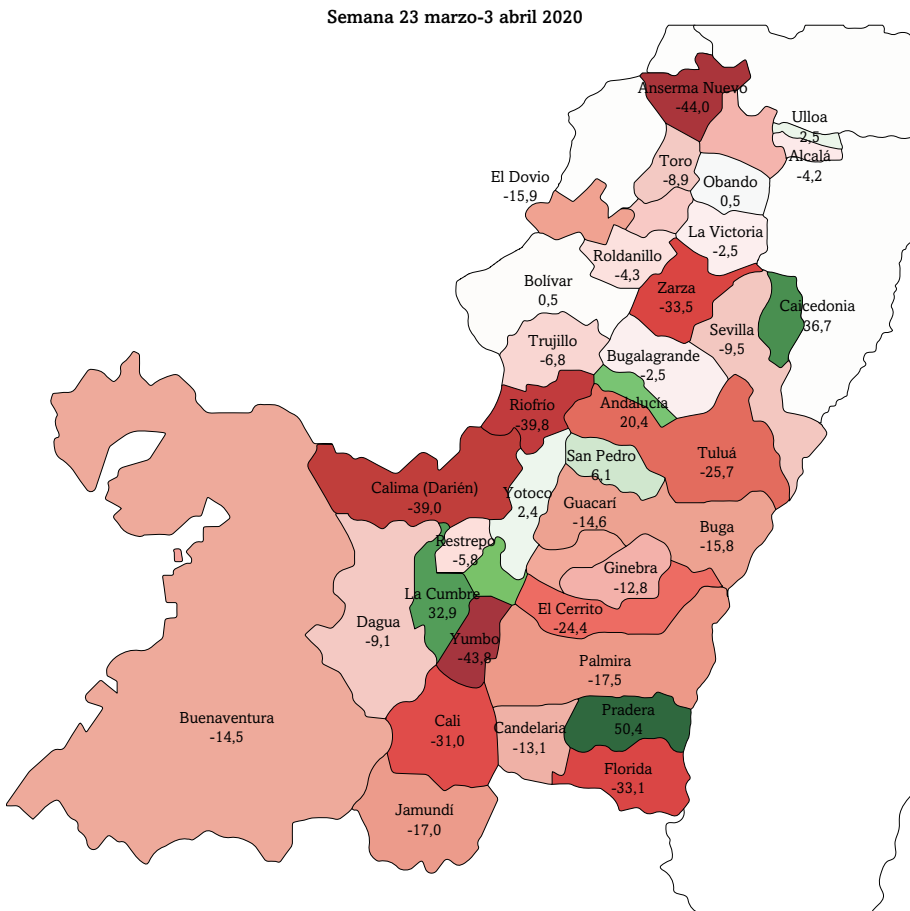 Semana 23 marzo-3 abril 2020
Anserma Nuevo
-44,0
Ulloa
2,5
Alcalá
-4,2
Toro
-8,9
Obando
0,5
El Dovio
-15,9
La Victoria
-2,5
Roldanillo
-4,3
Bolívar
0,5
Zarza
-33,5
Caicedonia
36,7
Sevilla
-9,5
Trujillo
-6,8
Bugalagrande
-2,5
Riofrío
-39,8
Andalucía
20,4
San Pedro
6,1
Tuluá
-25,7
Calima (Darién)
-39,0
Yotoco
2,4
Guacarí
-14,6
Buga
-15,8
Restrepo
-5,8
Ginebra
-12,8
La Cumbre
32,9
El Cerrito
-24,4
Dagua
-9,1
Yumbo
-43,8
Palmira
-17,5
Buenaventura
-14,5
Cali
-31,0
Candelaria
-13,1
Pradera
50,4
Florida
-33,1
Jamundí
-17,0